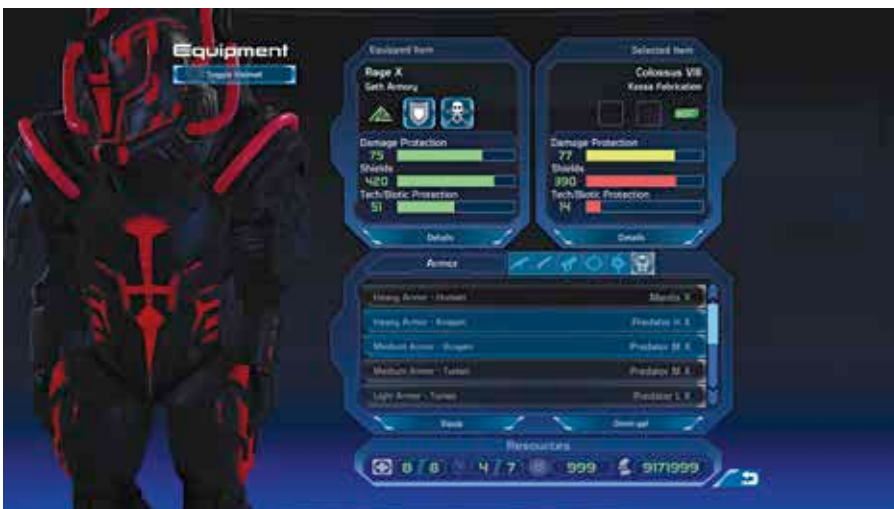 Equipment
Toggle Helmet
Equipped Item
Rage X
Geth Armory
Damage Protection
75
Shields
420
Tech/Biotic Protection
51
Details
Selected Item
Colossus VIII
Kassa Fabrication
Damage Protection
77
Shields
390
Tech/Biotic Protection
14
Details
Armor
Heavy Armor - Human Mantis X
Heavy Armor - Krogan Predator H X
Medium Armor - Krogan Predator M X
Medium Armor - Turian Predator M X
Light Armor - Turian Predator L X
Omni-gel
Resources
8 / 8 4 / 7 999 9171999